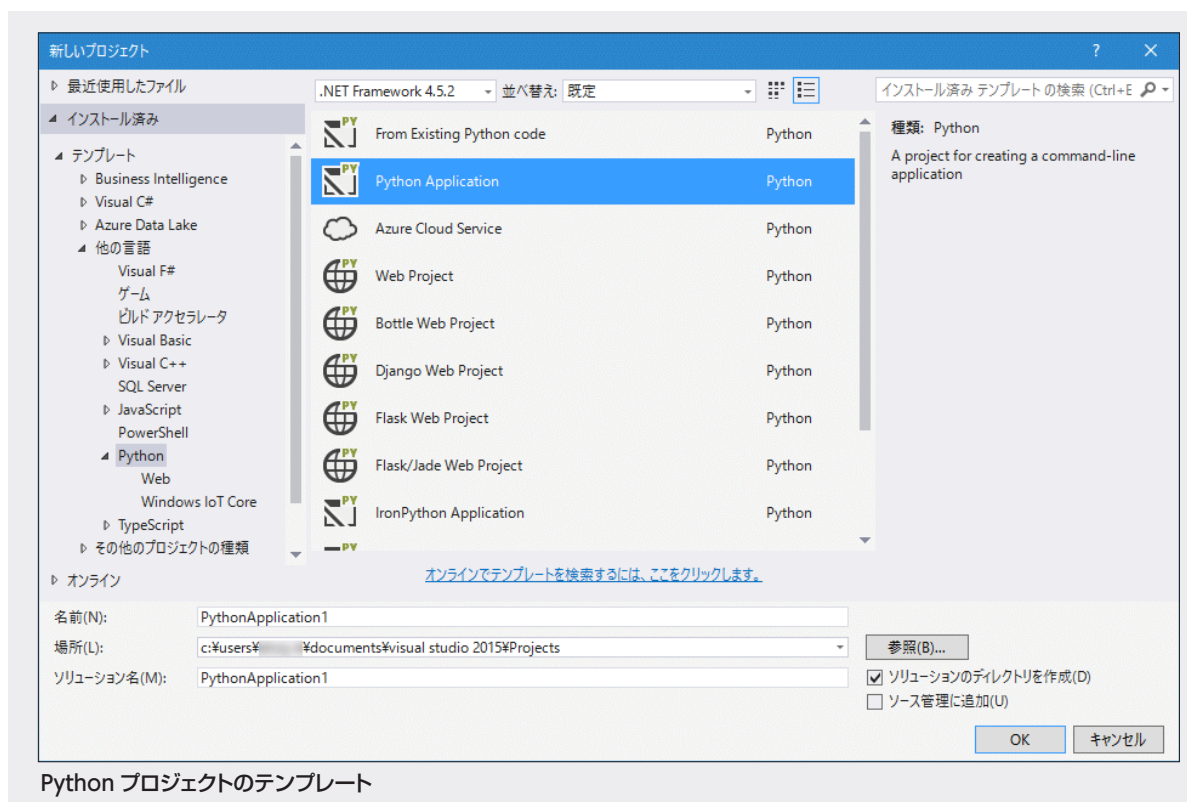 新しいプロジェクト
最近使用したファイル
インストール済み
テンプレート
Business Intelligence
Visual C#
Azure Data Lake
他の言語
Visual F#
ゲーム
ビルド アクセラレータ
Visual Basic
Visual C++
SQL Server
JavaScript
PowerShell
Python
Web
Windows IoT Core
TypeScript
その他のプロジェクトの種類
オンライン
.NET Framework 4.5.2 並べ替え: 既定
From Existing Python code Python
Python Application Python
Azure Cloud Service Python
Web Project Python
Bottle Web Project Python
Django Web Project Python
Flask Web Project Python
Flask/Jade Web Project Python
IronPython Application Python
PY
オンラインでテンプレートを検索するには、ここをクリックします。
インストール済み テンプレート の検索 (Ctrl+E
種類: Python
A project for creating a command-line
application
名前(N): PythonApplication1
場所(L): c:¥users¥ ¥documents¥visual studio 2015¥Projects 参照(B)...
ソリューション名(M): PythonApplication1 ソリューションのディレクトリを作成(D)
ソース管理に追加(U)
OK キャンセル
Python プロジェクトのテンプレート